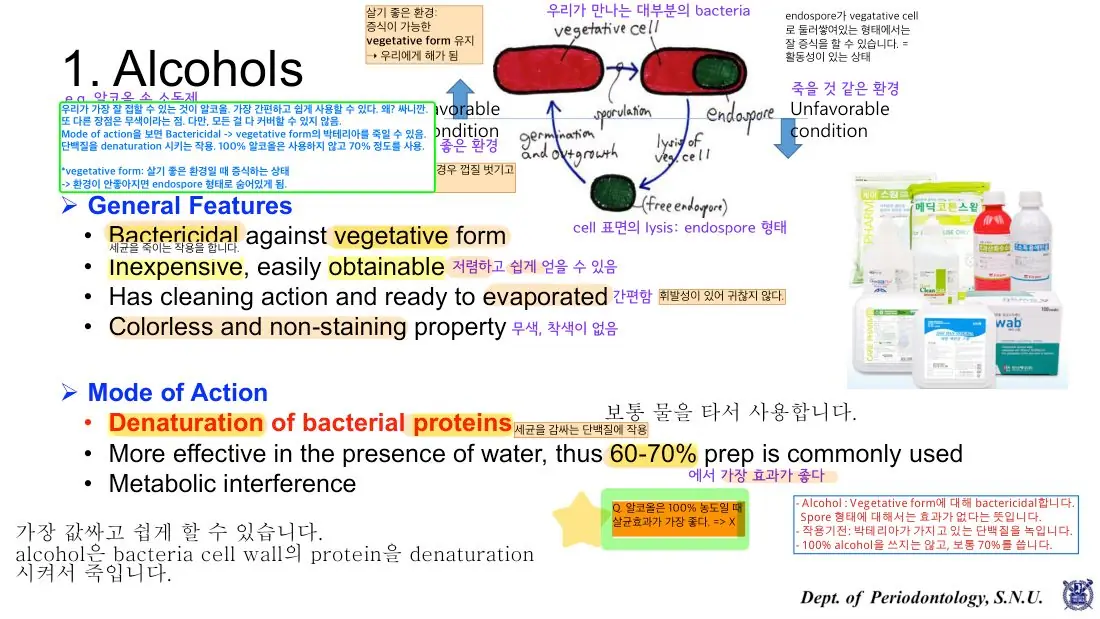 살기 좋은 환경:
증식이 가능한
vegetative form 유지
→ 우리에게 해가 됨
우리가 만나는 대부분의 bacteria
vegetative cell
endospore가 vegatative cell
로 둘러쌓여있는 형태에서는
잘 증식을 할 수 있습니다. =
활동성이 있는 상태
1. Alcohols
e.g. 알코올 손 소독제
우리가 가장 잘 접할 수 있는 것이 알코올. 가장 간편하고 쉽게 사용할 수 있다. 왜? 싸니깐.
또 다른 장점은 무색이라는 점. 다만, 모든 걸 다 커버할 수 있지 않음.
Mode of action을 보면 Bactericidal -> vegetative form의 박테리아를 죽일 수 있음.
단백질을 denaturation 시키는 작용. 100% 알코올은 사용하지 않고 70% 정도를 사용.
*vegetative form: 살기 좋은 환경일 때 증식하는 상태
-> 환경이 안좋아지면 endospore 형태로 숨어있게 됨.
vorable
ondition
좋은 환경
경우 껍질 벗기고
sporulation
endospore
germination
and outgrowth
lysis of
veg. cell
(free endospore)
죽을 것 같은 환경
Unfavorable
condition
cell 표면의 lysis: endospore 형태
➢ General Features
• Bactericidal against vegetative form
세균을 죽이는 작용을 합니다.
• Inexpensive, easily obtainable 저렴하고 쉽게 얻을 수 있음
• Has cleaning action and ready to evaporated 간편함 휘발성이 있어 귀찮지 않다.
• Colorless and non-staining property 무색, 착색이 없음
PHARM
메딕코튼스왑
Clean
CARE PHARM
wab
➢ Mode of Action
보통 물을 타서 사용합니다.
• Denaturation of bacterial proteins 세균을 감싸는 단백질에 작용
• More effective in the presence of water, thus 60-70% prep is commonly used
에서 가장 효과가 좋다
• Metabolic interference
Q. 알코올은 100% 농도일 때
살균효과가 가장 좋다. => X
- Alcohol : Vegetative form에 대해 bactericidal합니다.
Spore 형태에 대해서는 효과가 없다는 뜻입니다.
- 작용기전: 박테리아가 가지고 있는 단백질을 녹입니다.
- 100% alcohol을 쓰지는 않고, 보통 70%를 씁니다.
가장 값싸고 쉽게 할 수 있습니다.
alcohol은 bacteria cell wall의 protein을 denaturation
시켜서 죽입니다.
Dept. of Periodontology, S.N.U.